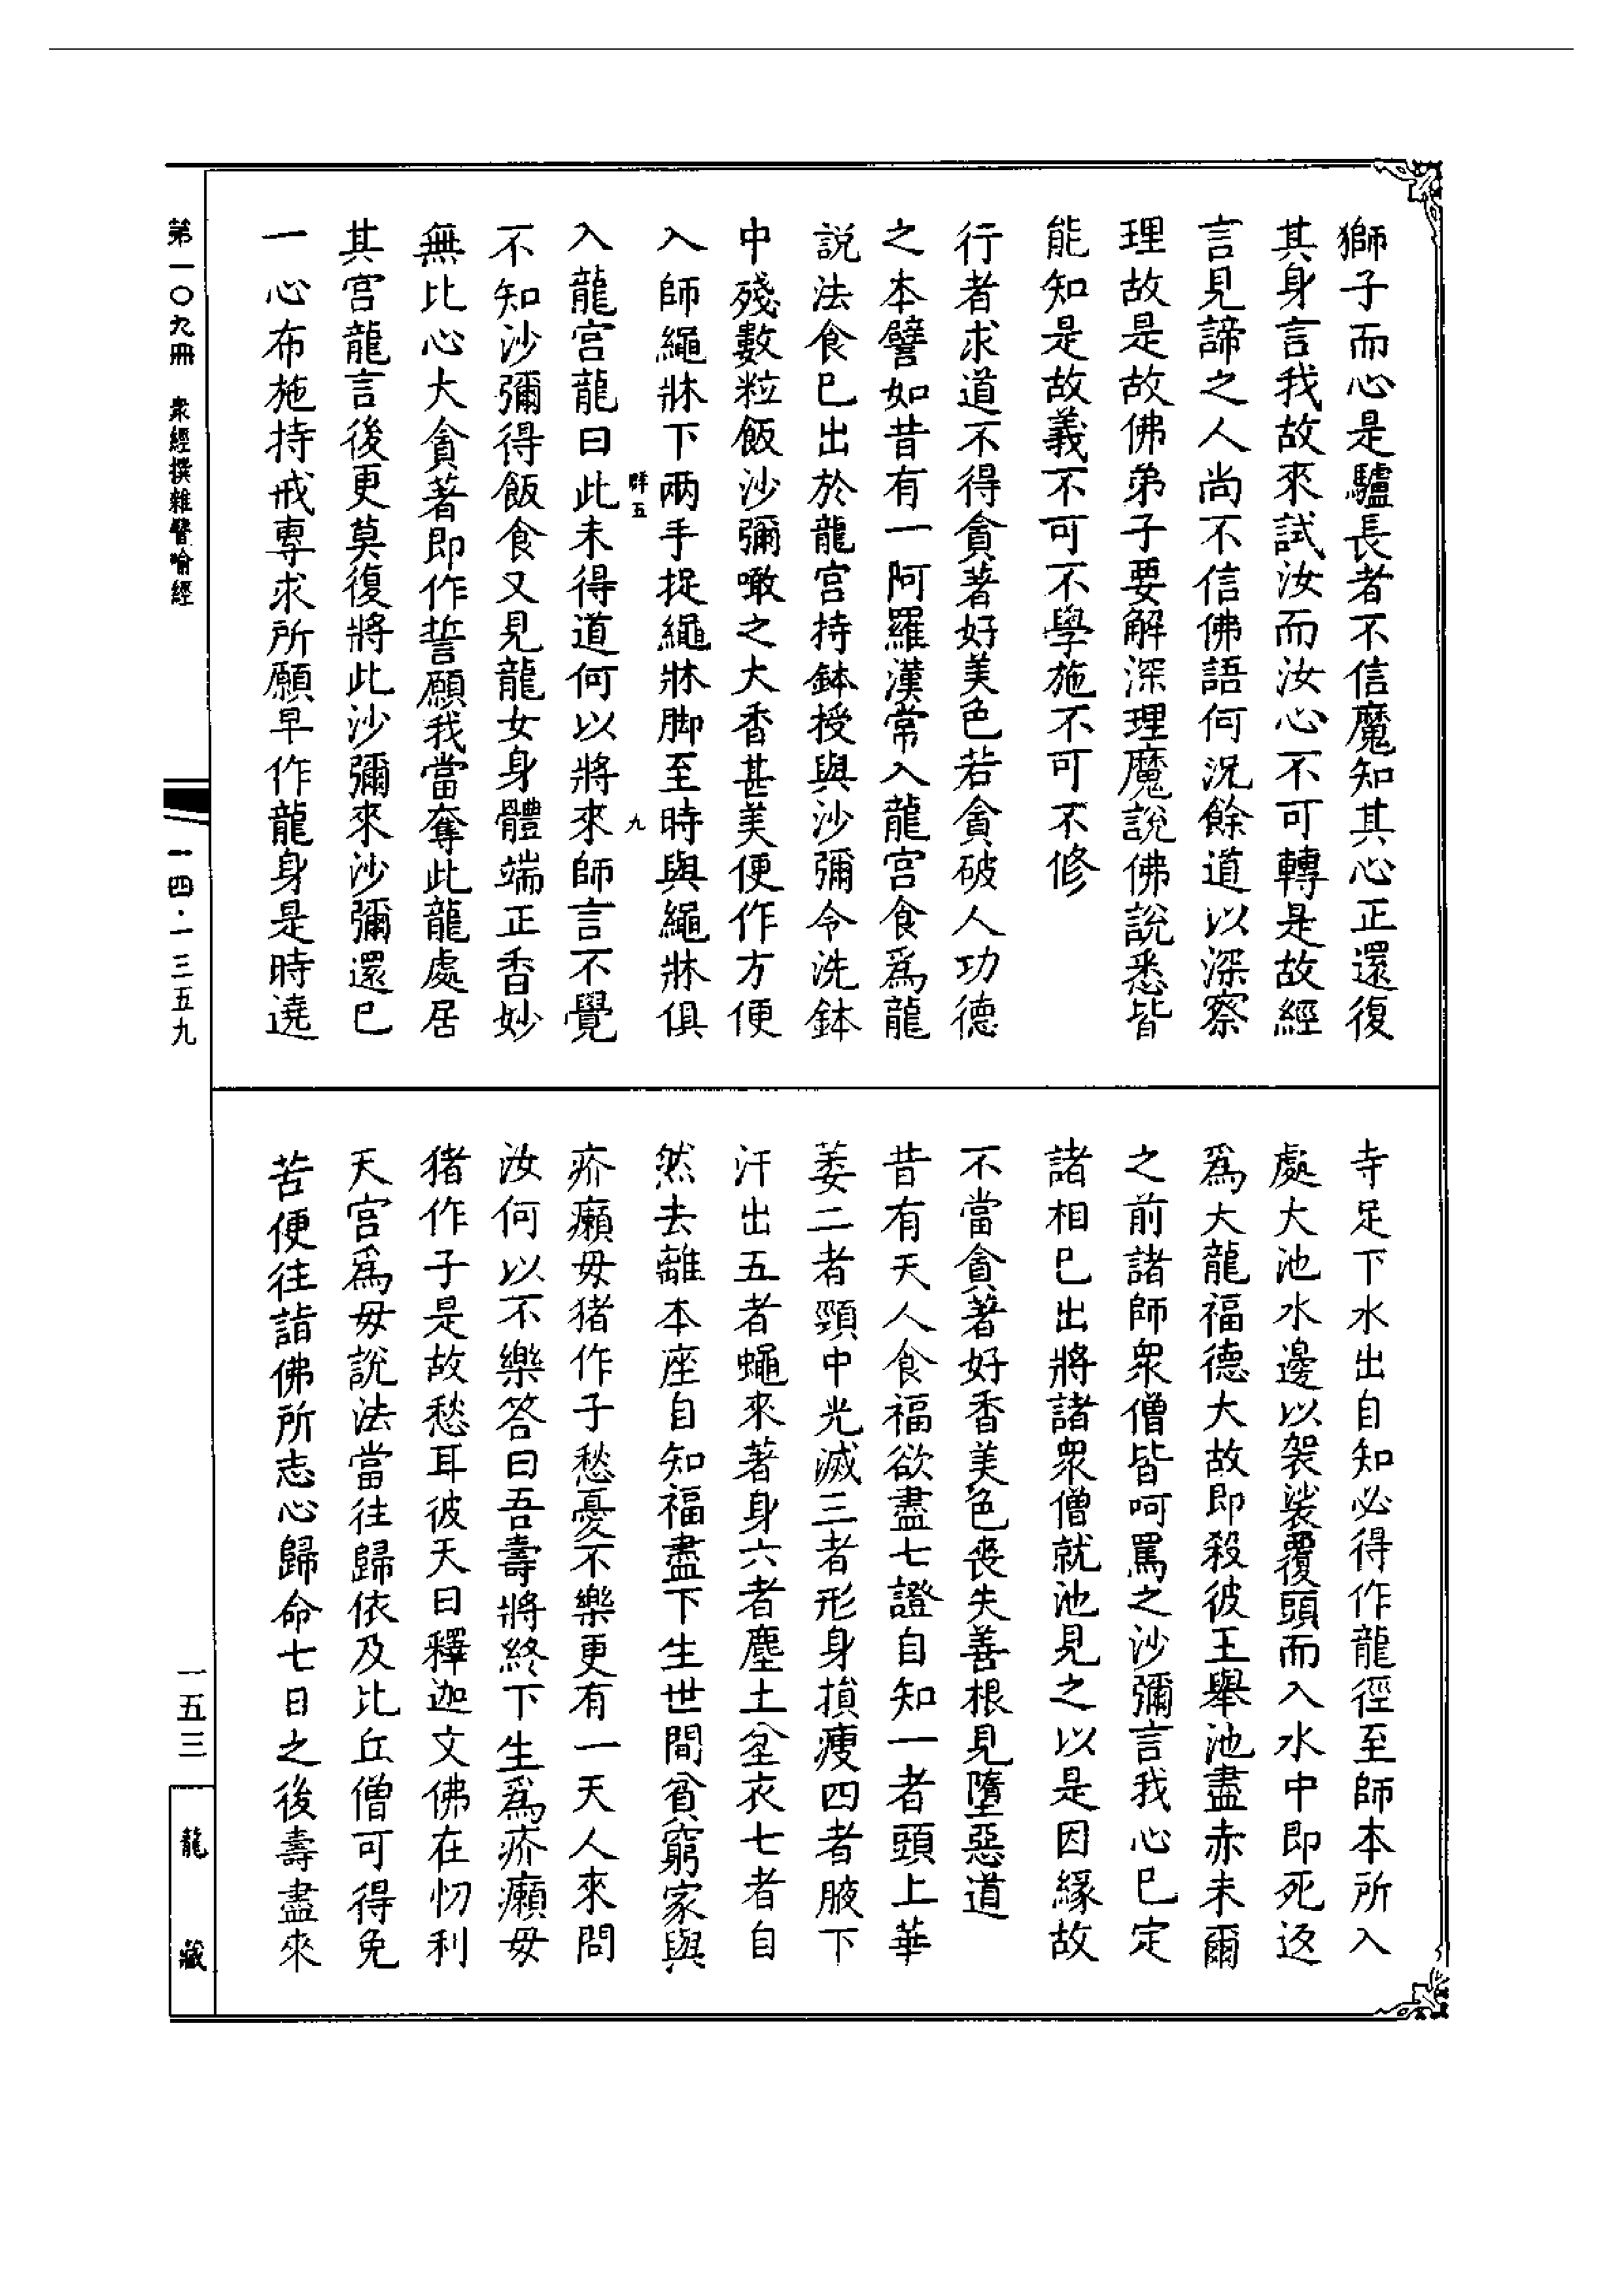 獅子而心是驢長者不信魔知其心正還復
其身言我故來試汝而汝心不可轉是故經
言見諦之人尚不信佛語何況餘道以深察
理故是故佛弟子要解深理魔說佛說悉皆
能知是故義不可不學施不可不修
行者求道不得貪著好美色若貪破人功德
之本譬如昔有一阿羅漢常入龍宮食為龍
説法食已出於龍宮持鉢授與沙彌令洗鉢
中殘數粒飯沙彌噉之大香甚美便作方便
入師繩牀下兩手捉繩牀脚至時與繩牀俱
畔五 九
入龍宮龍曰此未得道何以將來師言不覺
不知沙彌得飯食又見龍女身體端正香妙
無比心大貪著即作誓願我當奪此龍處居
其宮龍言後更莫復將此沙彌來沙彌還已
一心布施持戒專求所願早作龍身是時遶
寺足下水出自知必得作龍徑至師本所入
處大池水邊以袈裟覆頭而入水中即死返
爲大龍福德大故即殺彼王舉池盡赤未爾
之前諸師眾僧皆呵罵之沙彌言我心已定
諸相已出將諸眾僧就池見之以是因緣故
不當貪著好香美色喪失善根見墮惡道
昔有天人食福欲盡七證自知一者頭上華
萎二者頸中光滅三者形身損瘦四者腋下
汗出五者蠅來著身六者塵土坌衣七者自
然去離本座自知福盡下生世間貧窮家與
疥癩毋猪作子愁憂不樂更有一天人來問
汝何以不樂答曰吾壽將終下生爲疥癩毋
猪作子是故愁耳彼天曰釋迦文佛在忉利
天宮爲毋說法當往歸依及比丘僧可得免
苦便往詣佛所志心歸命七日之後壽盡來
第一〇九冊 衆經撰雜譬喻經
一四·一三五九
一五三
龍藏